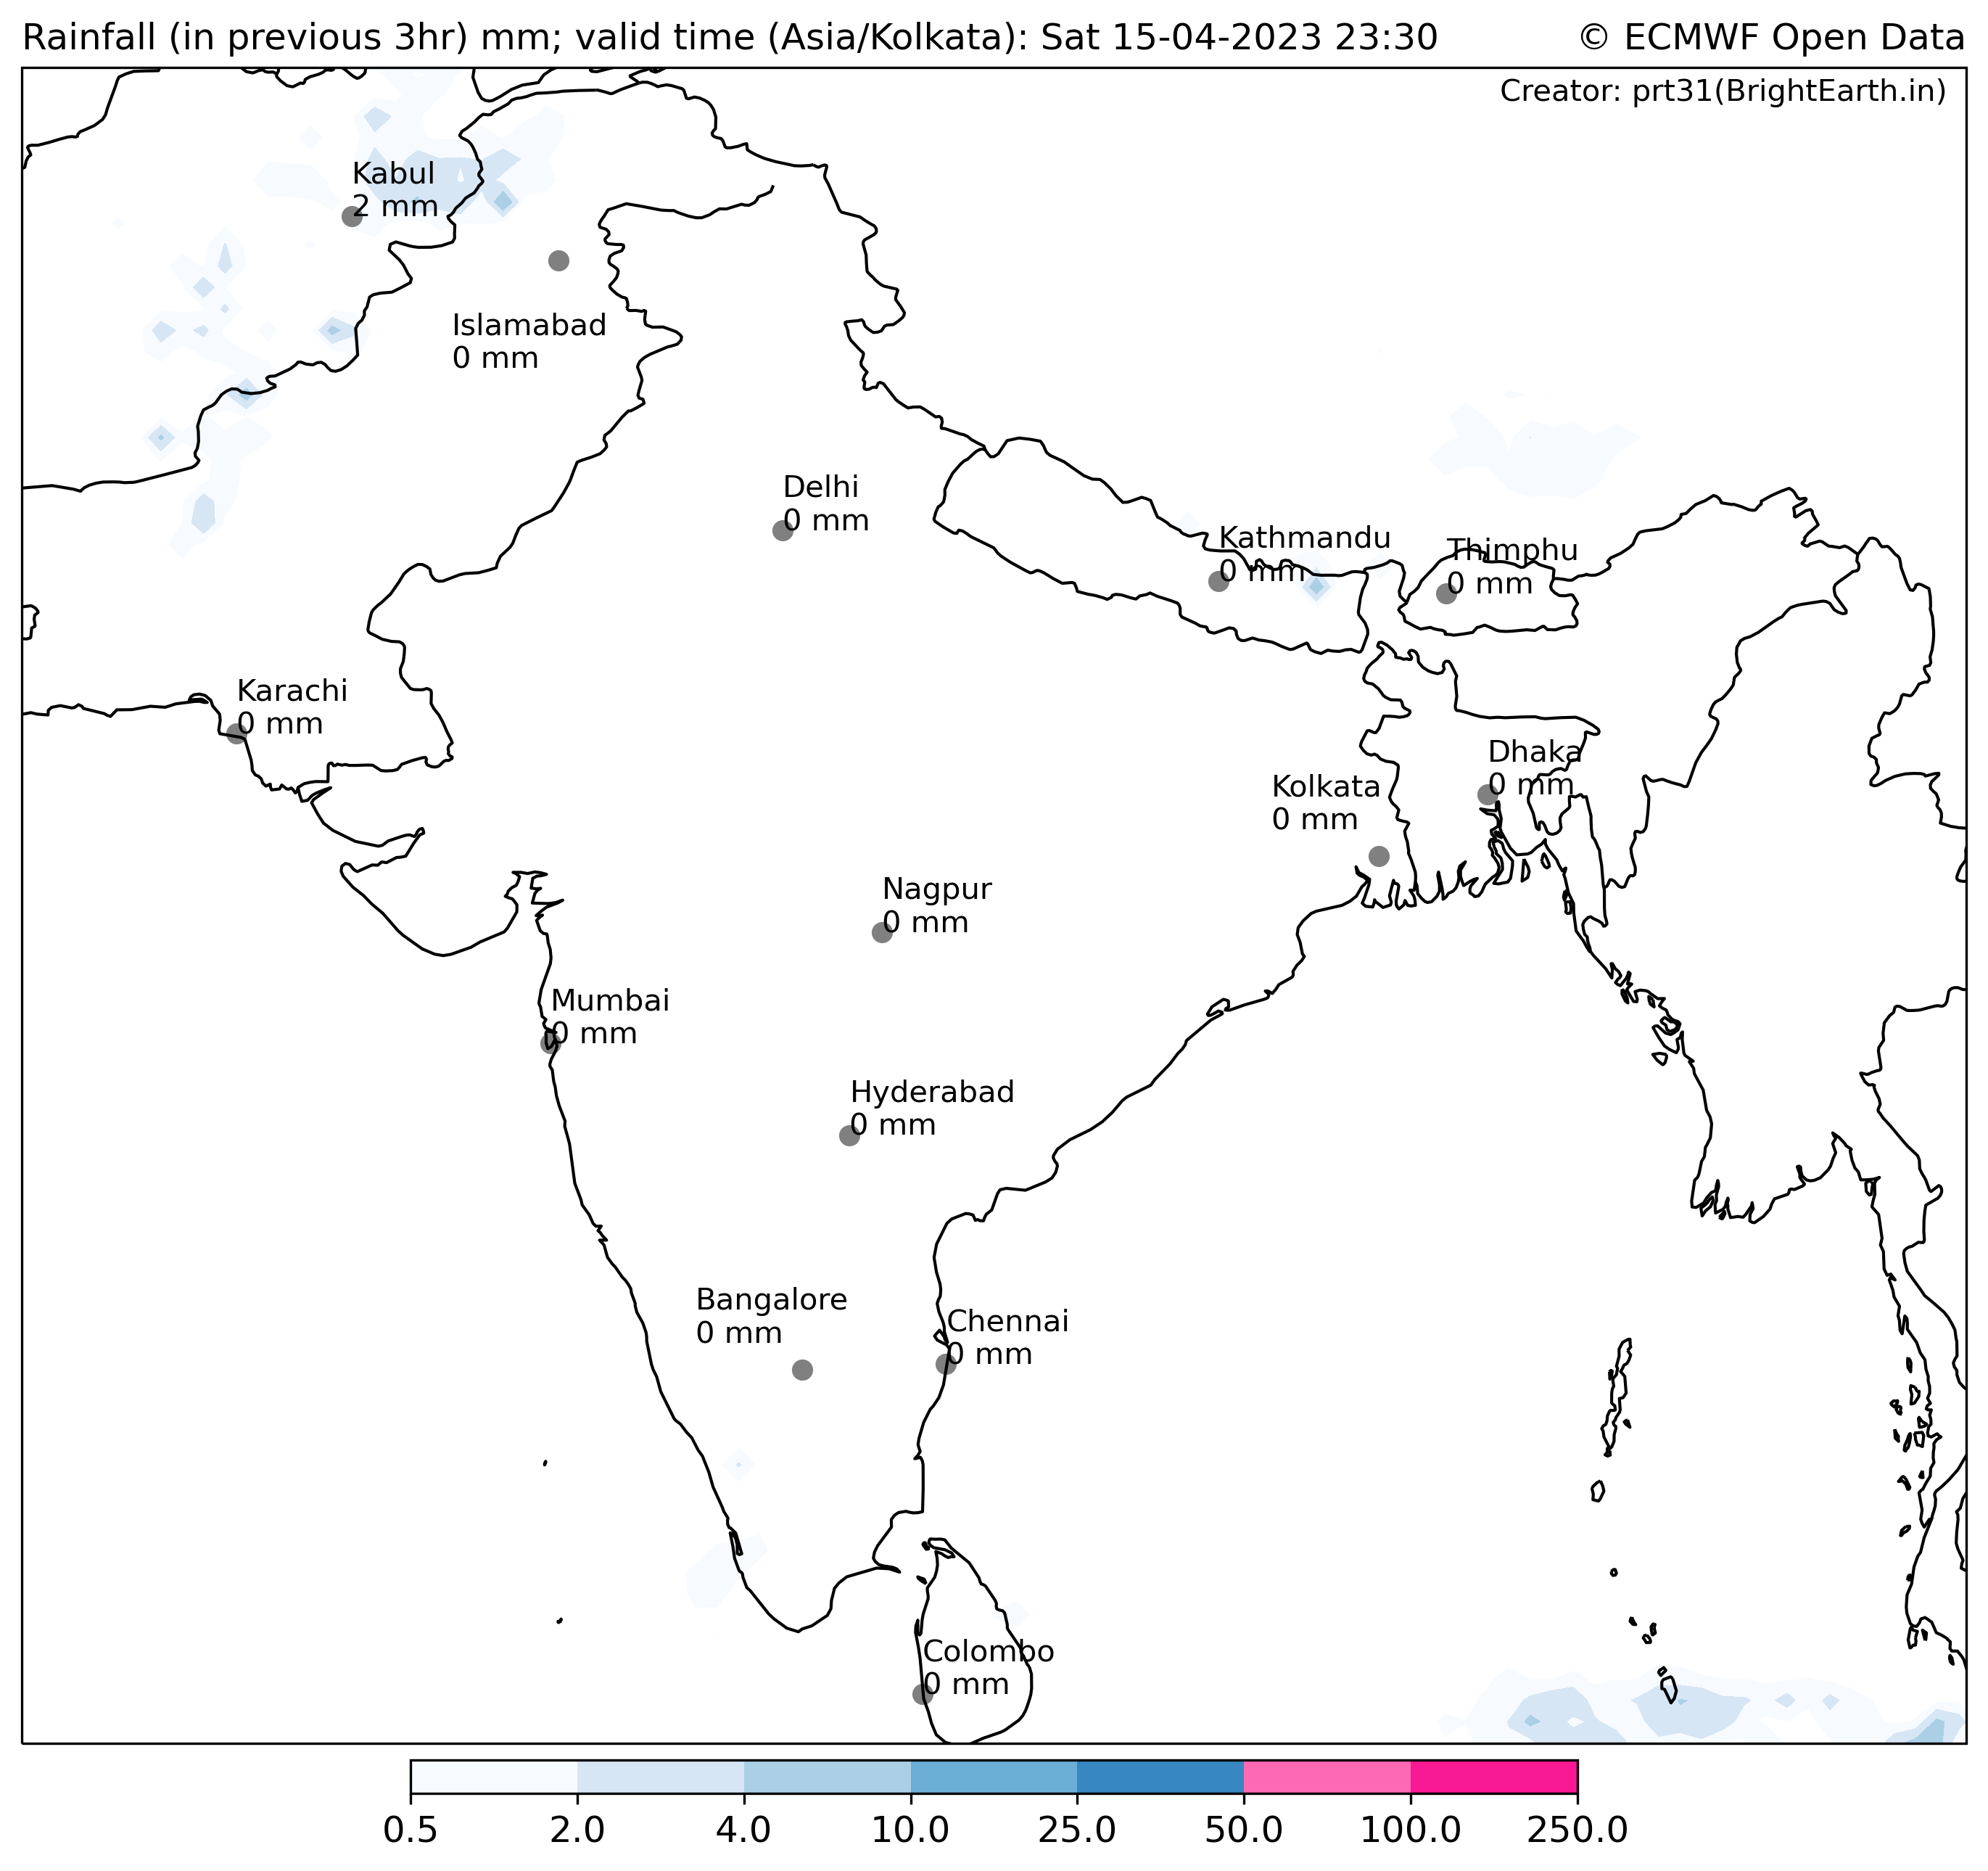 Rainfall (in previous 3hr) mm; valid time (Asia/Kolkata): Sat 15-04-2023 23:30
© ECMWF Open Data
Creator: prt31(BrightEarth.in)
Kabul
2 mm
Islamabad
0 mm
Delhi
0 mm
Kathmandu
0 mm
Thimphu
0 mm
Karachi
0 mm
Dhaka
0 mm
Kolkata
0 mm
Nagpur
0 mm
Mumbai
0 mm
Hyderabad
0 mm
Bangalore
0 mm
Chennai
0 mm
Colombo
0 mm
0.5 2.0 4.0 10.0 25.0 50.0 100.0 250.0